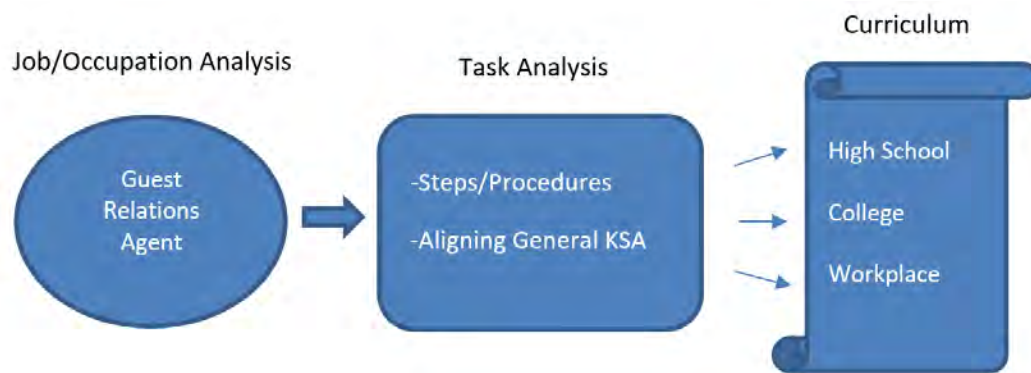 Job/Occupation Analysis
Guest
Relations
Agent
Task Analysis
-Steps/Procedures
-Aligning General KSA
Curriculum
High School
College
Workplace